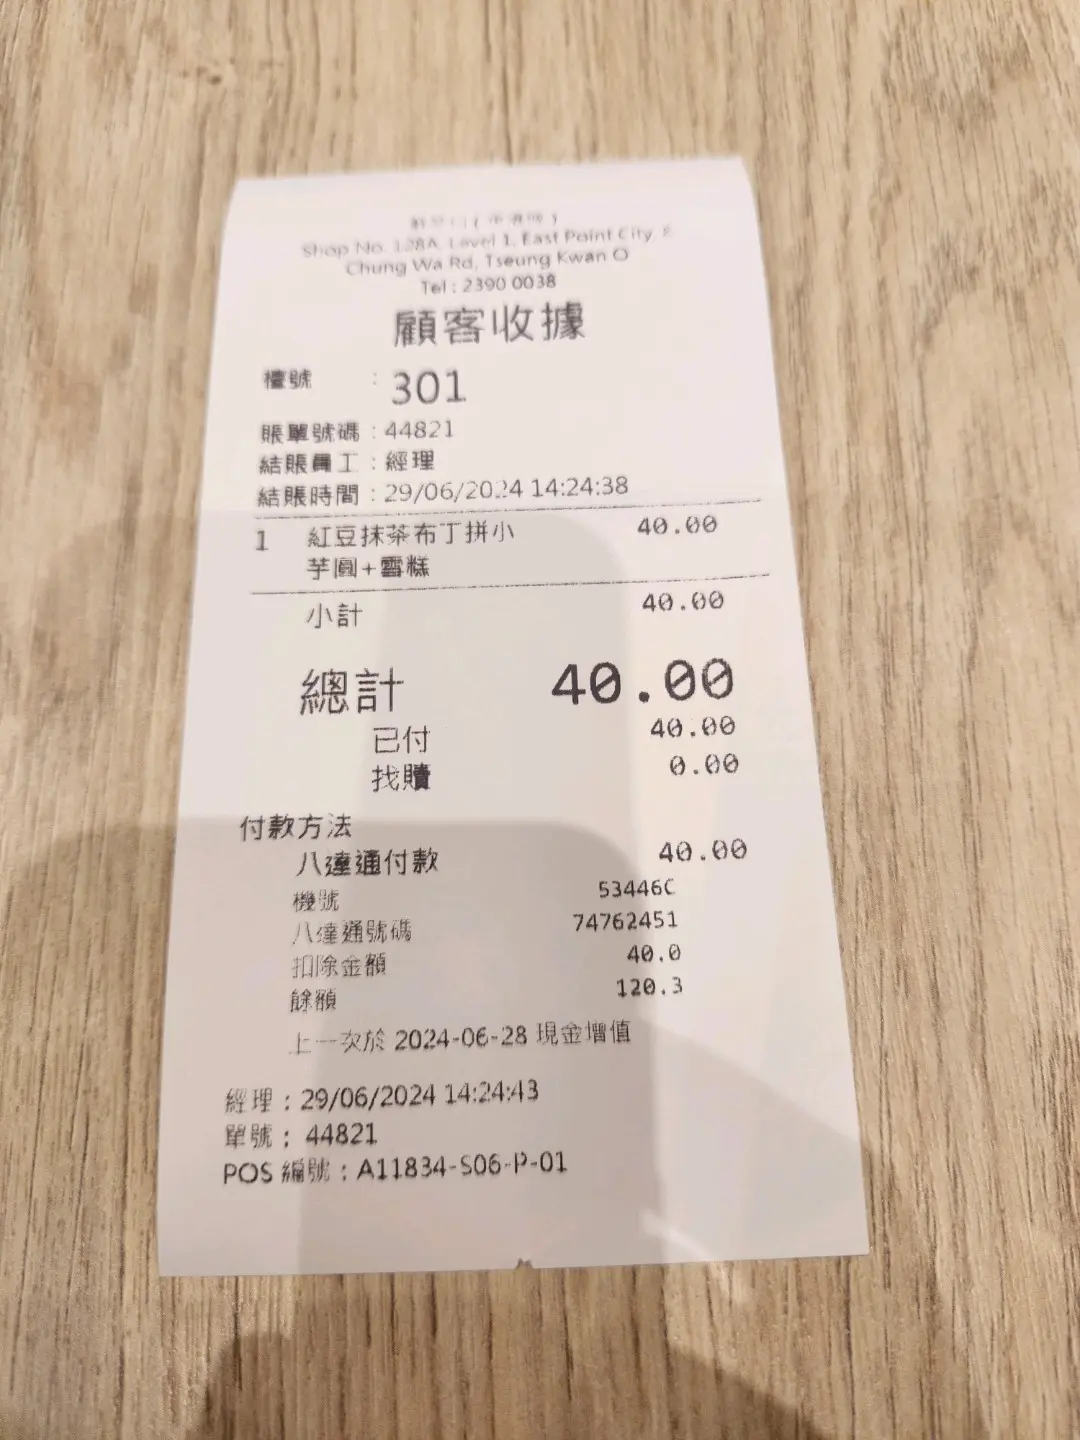 Shop No. 128A, Level 1, East Point City, 8
Chung Wa Rd, Tseung Kwan O
Tel : 2390 0038
顧客收據
檯號 : 301
賬單號碼 : 44821
結賬員工 : 經理
結賬時間 : 29/06/2024 14:24:38
1 紅豆抹茶布丁拼小 40.00
芋圓+雪糕
小計 40.00
總計 40.00
已付 40.00
找贖 0.00
付款方法
八達通付款 40.00
機號 53446C
八達通號碼 74762451
扣除金額 40.0
餘額 120.3
上一次於 2024-06-28 現金增值
經理 : 29/06/2024 14:24:43
單號 : 44821
POS 編號 : A11834-S06-P-01